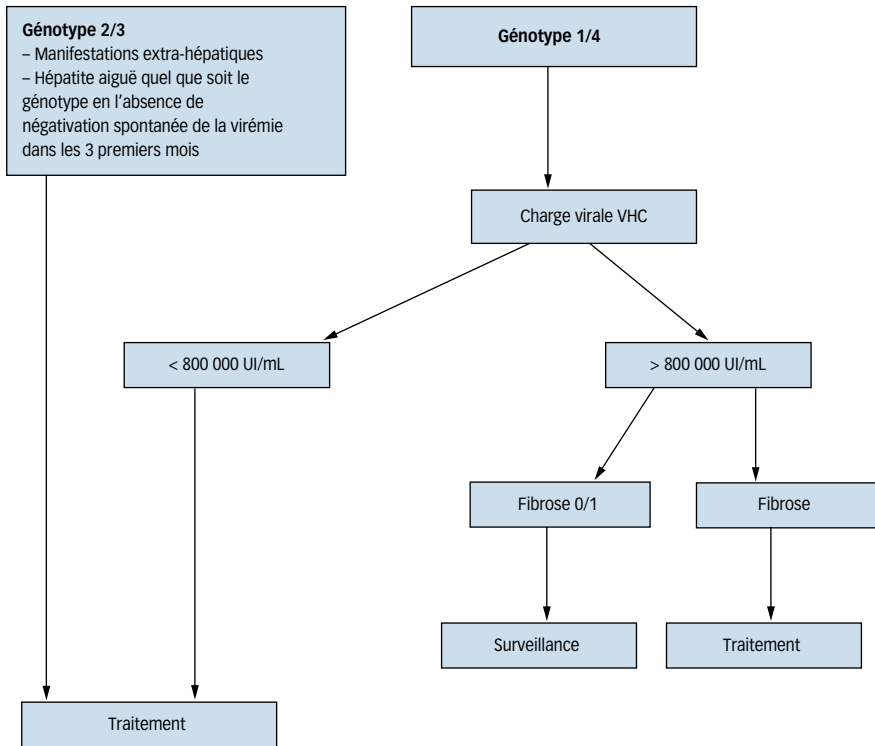 Génotype 2/3
– Manifestations extra-hépatiques
– Hépatite aiguë quel que soit le
génotype en l'absence de
négativation spontanée de la virémie
dans les 3 premiers mois
Génotype 1/4
Charge virale VHC
< 800 000 UI/mL
> 800 000 UI/mL
Fibrose 0/1
Fibrose
Surveillance
Traitement
Traitement